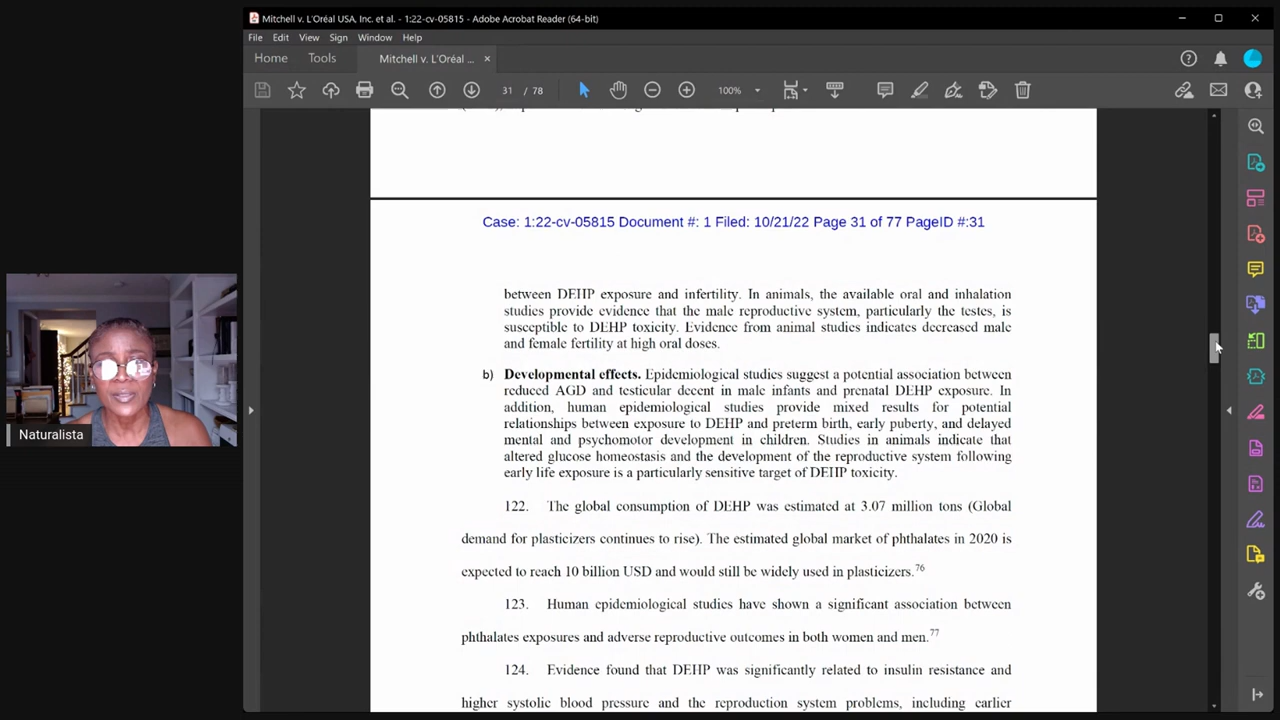 Mitchell v. L'Oréal USA, Inc. et al. - 1:22-cv-05815 - Adobe Acrobat Reader (64-bit)
File Edit View Sign Window Help
Home Tools Mitchell v. L'Oréal ... ×
31 / 78 100%
Case: 1:22-cv-05815 Document #: 1 Filed: 10/21/22 Page 31 of 77 PageID #:31
between DEHP exposure and infertility. In animals, the available oral and inhalation
studies provide evidence that the male reproductive system, particularly the testes, is
susceptible to DEHP toxicity. Evidence from animal studies indicates decreased male
and female fertility at high oral doses.
b) Developmental effects. Epidemiological studies suggest a potential association between
reduced AGD and testicular decent in male infants and prenatal DEHP exposure. In
addition, human epidemiological studies provide mixed results for potential
relationships between exposure to DEHP and preterm birth, early puberty, and delayed
mental and psychomotor development in children. Studies in animals indicate that
altered glucose homeostasis and the development of the reproductive system following
early life exposure is a particularly sensitive target of DEHP toxicity.
122. The global consumption of DEHP was estimated at 3.07 million tons (Global
demand for plasticizers continues to rise). The estimated global market of phthalates in 2020 is
expected to reach 10 billion USD and would still be widely used in plasticizers.76
123. Human epidemiological studies have shown a significant association between
phthalates exposures and adverse reproductive outcomes in both women and men.77
124. Evidence found that DEHP was significantly related to insulin resistance and
higher systolic blood pressure and the reproduction system problems, including earlier
Naturalista